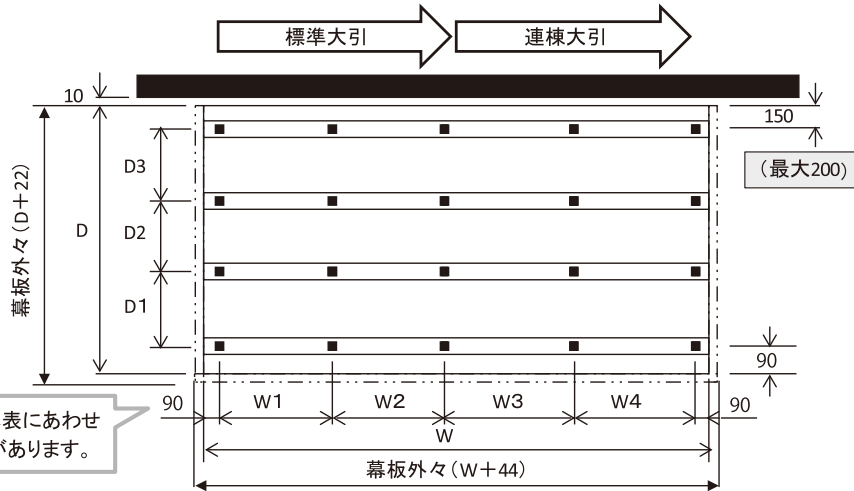 標準大引
連棟大引
10
150
(最大200)
D3
D2
D1
D
幕板外々(D+22)
90
表にあわせ
があります。
90
W1
W2
W3
W4
90
W
幕板外々(W+44)